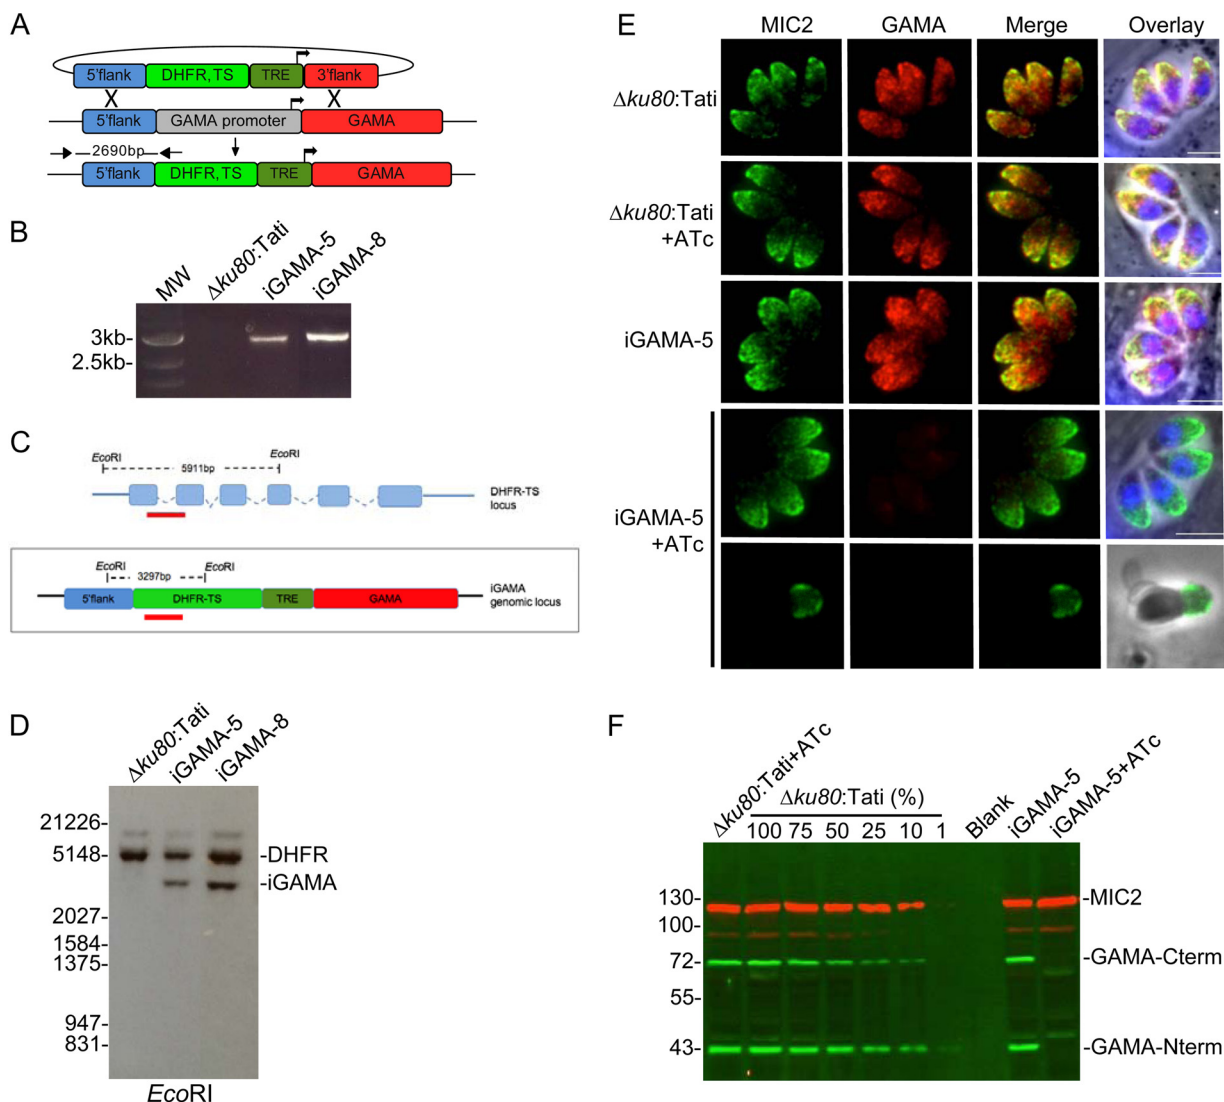 A
5'flank DHFR, TS TRE 3'flank
5'flank GAMA promoter GAMA
2690bp
5'flank DHFR, TS TRE GAMA
B
MW Δku80:Tati iGAMA-5 iGAMA-8
3kb-
2.5kb-
C
EcoRI 5911bp EcoRI
DHFR-TS
locus
EcoRI 3297bp EcoRI
5'flank DHFR-TS TRE GAMA
iGAMA
genomic locus
D
Δku80:Tati iGAMA-5 iGAMA-8
21226-
5148-
2027-
1584-
1375-
947-
831-
-DHFR
-iGAMA
EcoRI
E
MIC2 GAMA Merge Overlay
Δku80:Tati
Δku80:Tati
+ATc
iGAMA-5
iGAMA-5
+ATc
F
Δku80:Tati+ATc Δku80:Tati (%) Blank iGAMA-5 iGAMA-5+ATc
100 75 50 25 10 1
130-
100-
72-
55-
43-
-MIC2
-GAMA-Cterm
-GAMA-Nterm